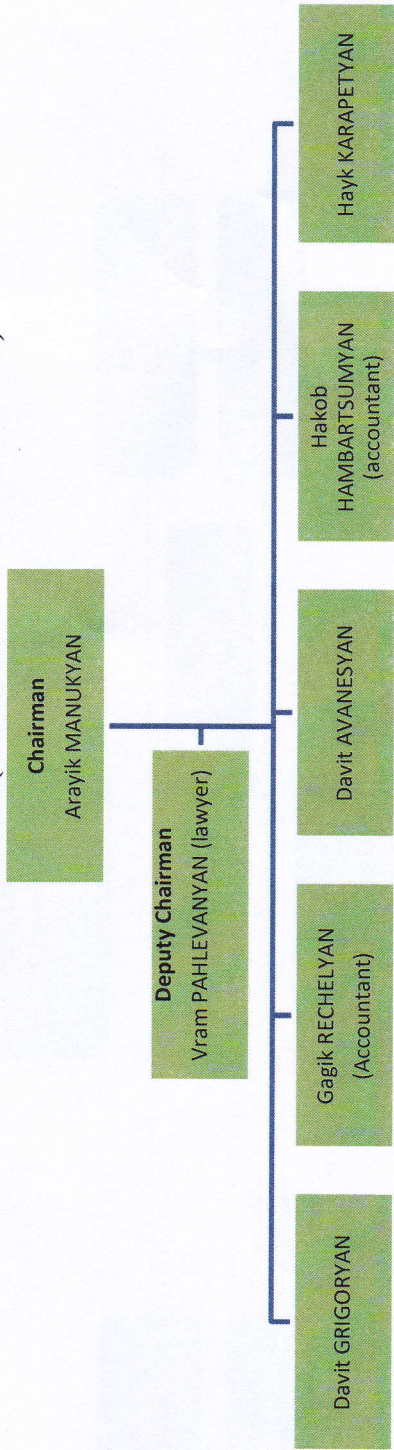 Chairman
Arayik MANUKYAN
Deputy Chairman
Vram PAHLEVANYAN (lawyer)
Davit GRIGORYAN
Gagik RECHELYAN
(Accountant)
Davit AVANESYAN
Hakob
HAMBARTSUMYAN
(accountant)
Hayk KARAPETYAN